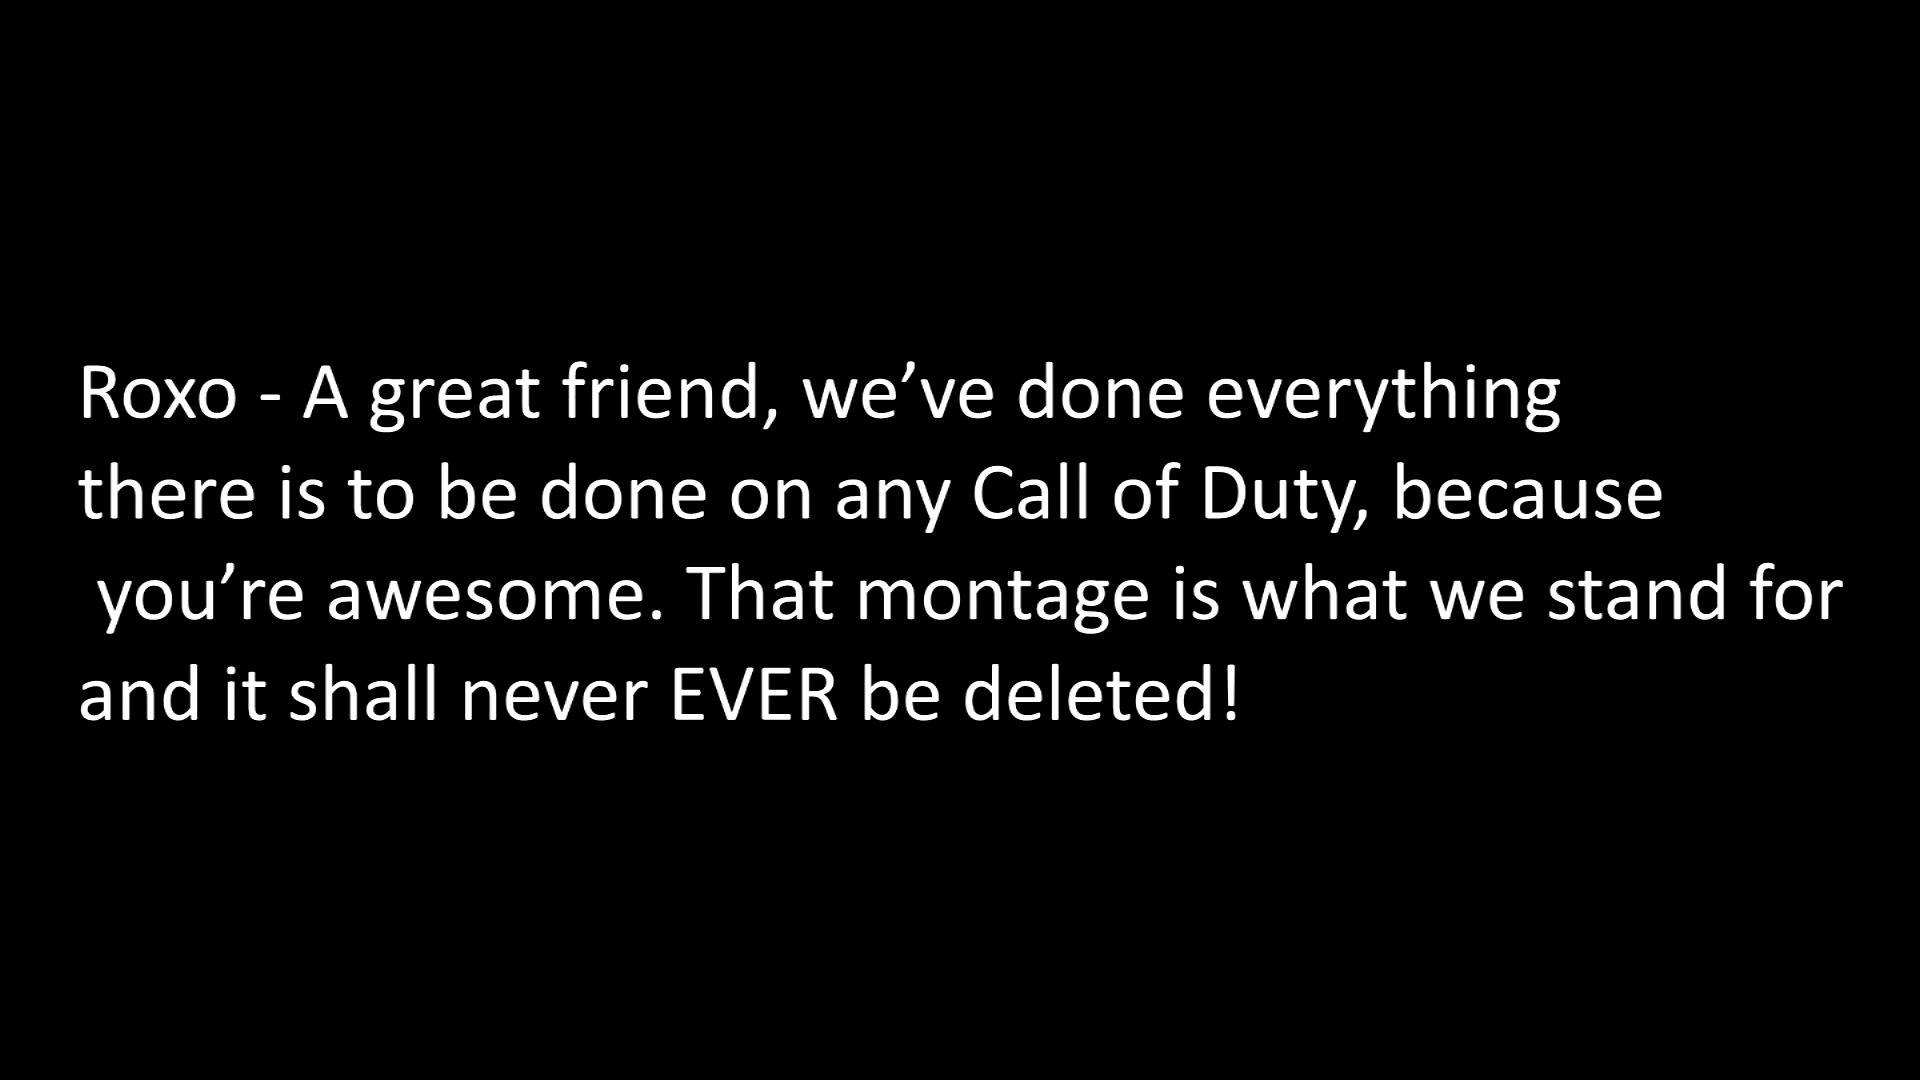 Roxo - A great friend, we’ve done everything
there is to be done on any Call of Duty, because
you’re awesome. That montage is what we stand for
and it shall never EVER be deleted!